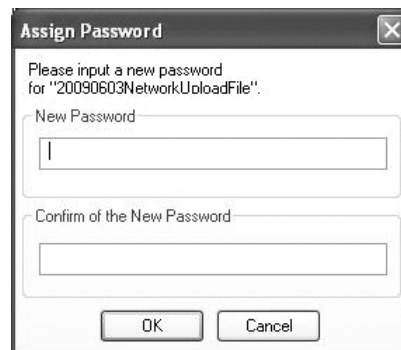 Assign Password
Please input a new password
for "20090603NetworkUploadFile".
New Password
Confirm of the New Password
OK
Cancel